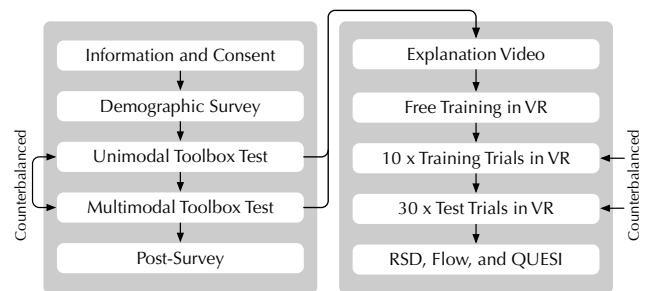 Information and Consent
Demographic Survey
Unimodal Toolbox Test
Multimodal Toolbox Test
Post-Survey
Counterbalanced
Explanation Video
Free Training in VR
10 x Training Trials in VR
30 x Test Trials in VR
RSD, Flow, and QUESI
Counterbalanced